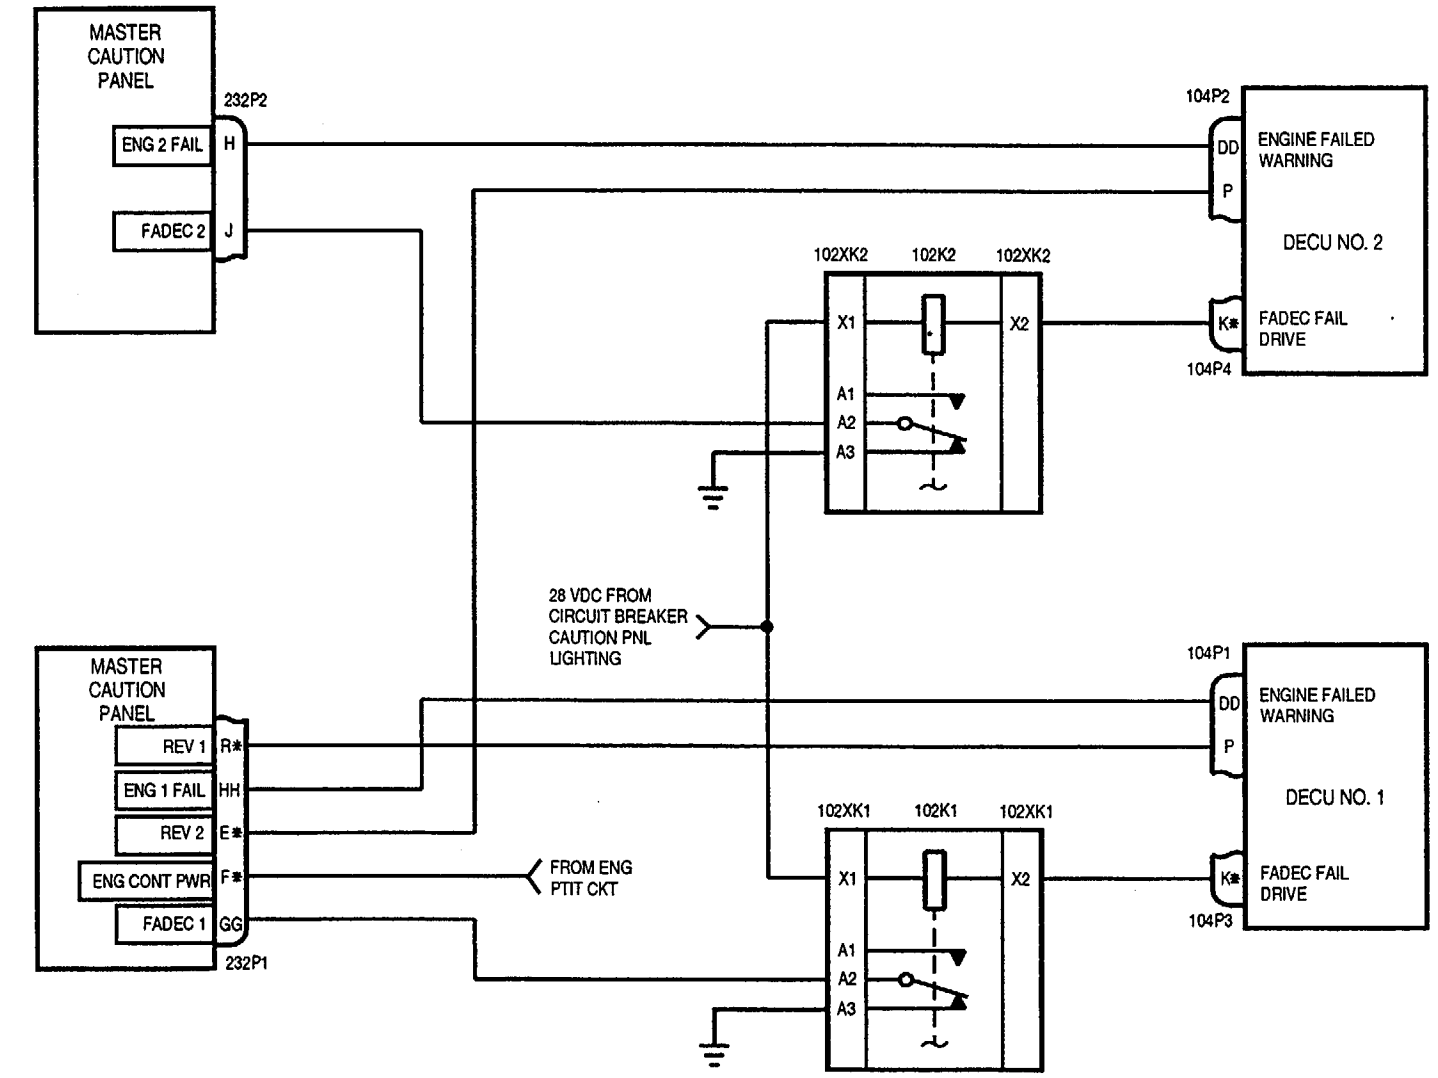 MASTER
CAUTION
PANEL
232P2
ENG 2 FAIL H
FADEC 2 J
104P2
DD ENGINE FAILED
WARNING
P
DECU NO. 2
K* FADEC FAIL
DRIVE
104P4
102XK2 102K2 102XK2
X1 X2
A1
A2
A3
28 VDC FROM
CIRCUIT BREAKER
CAUTION PNL
LIGHTING
MASTER
CAUTION
PANEL
REV 1 R*
ENG 1 FAIL HH
REV 2 E*
ENG CONT PWR F*
FADEC 1 GG
232P1
FROM ENG
PTIT CKT
104P1
DD ENGINE FAILED
WARNING
P
DECU NO. 1
K* FADEC FAIL
DRIVE
104P3
102XK1 102K1 102XK1
X1 X2
A1
A2
A3